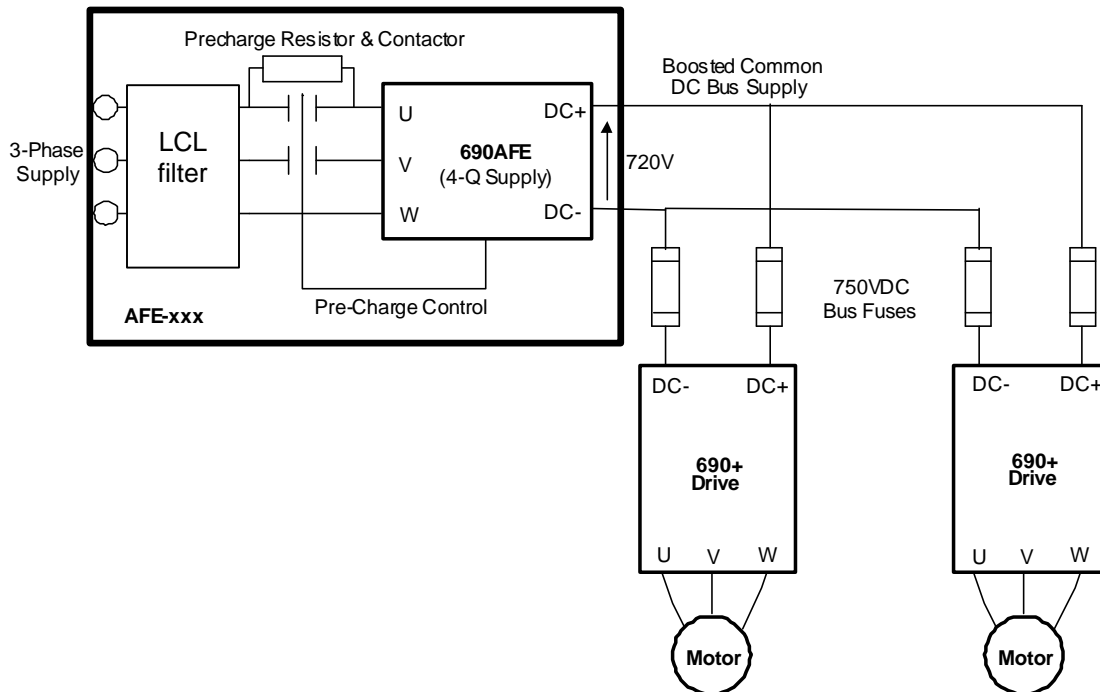 Precharge Resistor & Contactor
3-Phase
Supply
LCL
filter
U
V
W
690AFE
(4-Q Supply)
DC+
DC-
720V
Boosted Common
DC Bus Supply
Pre-Charge Control
AFE-xxx
750VDC
Bus Fuses
DC-
DC+
690+
Drive
U
V
W
Motor
DC-
DC+
690+
Drive
U
V
W
Motor